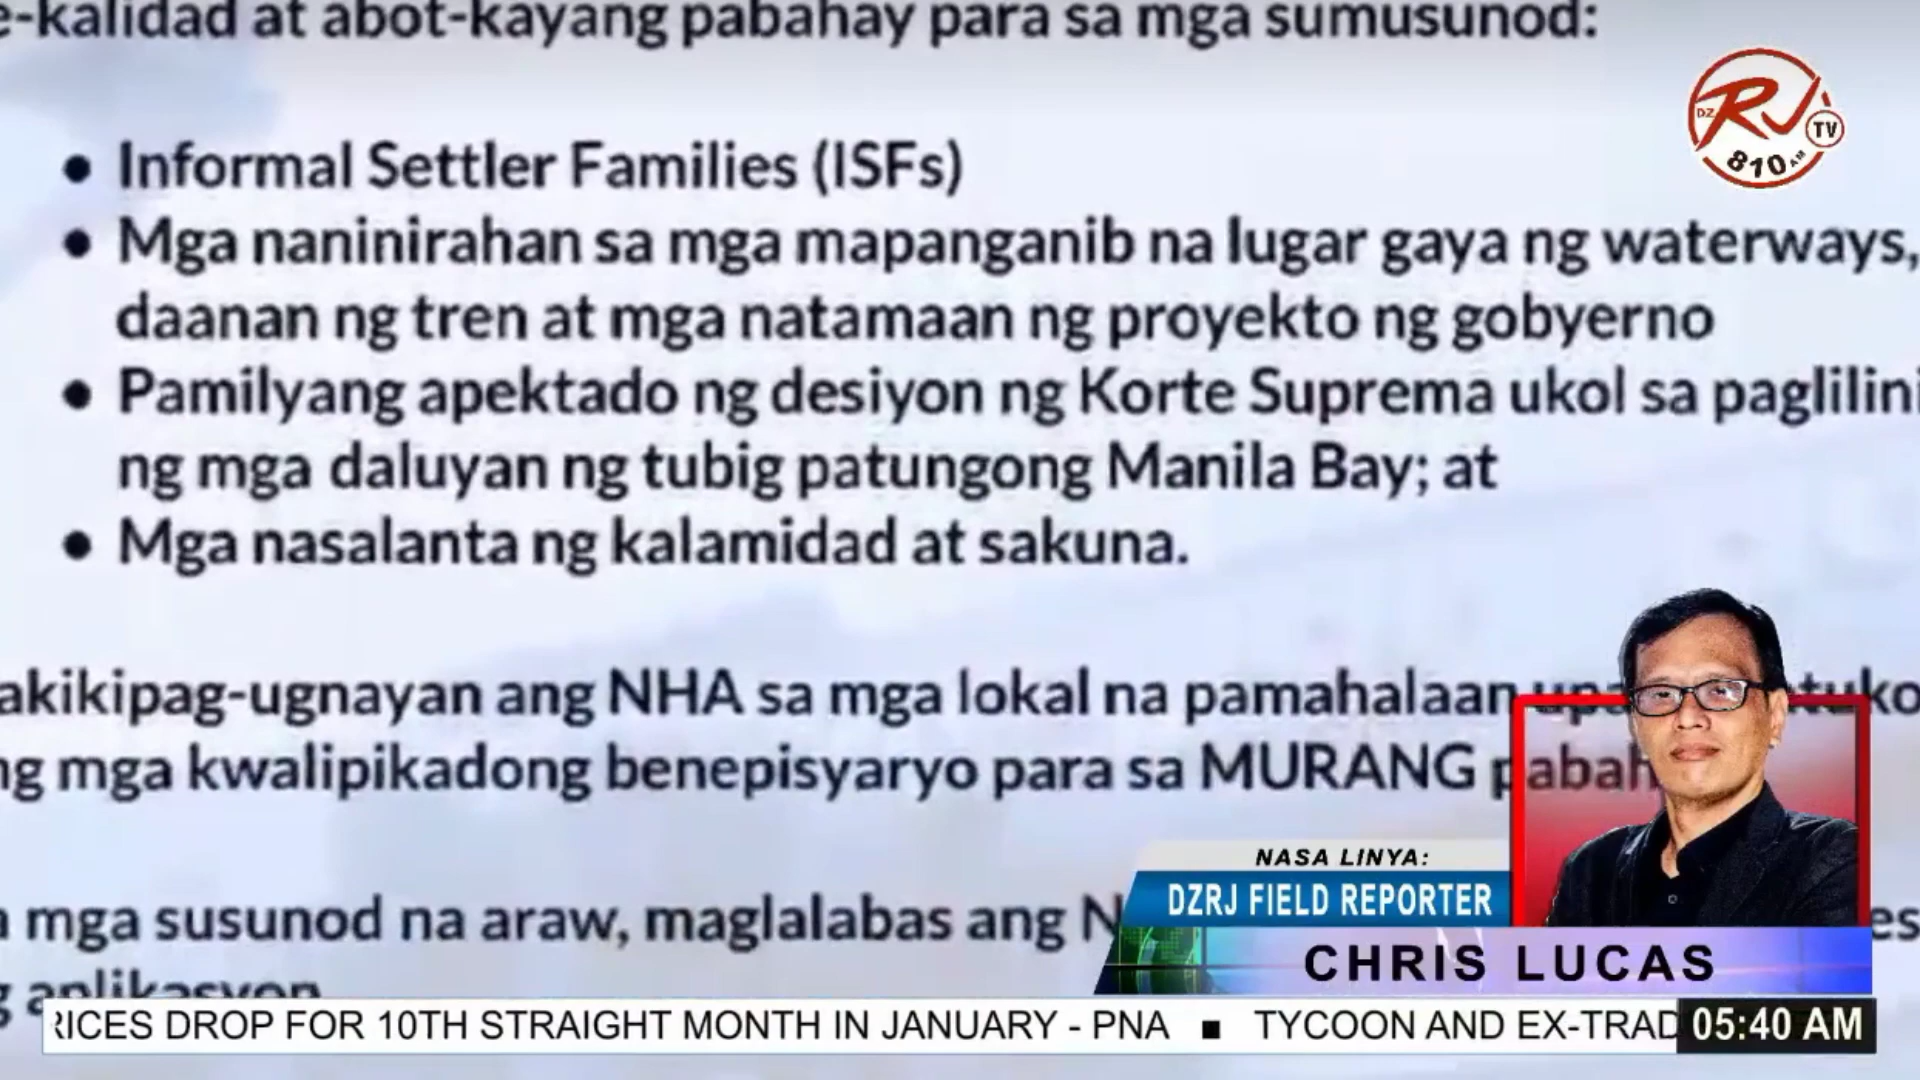 e-kalidad at abot-kayang pabahay para sa mga sumusunod:
DZ RJ TV
810 AM
• Informal Settler Families (ISFs)
• Mga naninirahan sa mga mapanganib na lugar gaya ng waterways,
daanan ng tren at mga natamaan ng proyekto ng gobyerno
• Pamilyang apektado ng desiyon ng Korte Suprema ukol sa paglilini
ng mga daluyan ng tubig patungong Manila Bay; at
• Mga nasalanta ng kalamidad at sakuna.
akikipag-ugnayan ang NHA sa mga lokal na pamahalaan
ng mga kwalipikadong benepisyaryo para sa MURANG pabah
mga susunod na araw, maglalabas ang N
g aplikasyon
NASA LINYA:
DZRJ FIELD REPORTER
CHRIS LUCAS
RICES DROP FOR 10TH STRAIGHT MONTH IN JANUARY - PNA ■ TYCOON AND EX-TRAD 05:40 AM